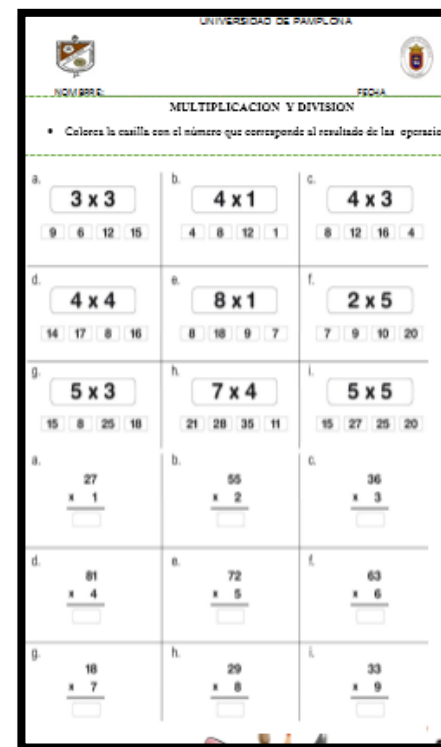 UNIVERSIDAD DE PAMPLONA
NOMBRE: FECHA
MULTIPLICACION Y DIVISION
• Colorea la casilla con el número que corresponde al resultado de las operacio
a. b. c.
3 x 3 4 x 1 4 x 3
9 6 12 15 4 8 12 1 8 12 16 4
d. e. f.
4 x 4 8 x 1 2 x 5
14 17 8 16 8 18 9 7 7 9 10 20
g. h. i.
5 x 3 7 x 4 5 x 5
15 8 25 18 21 28 35 11 15 27 25 20
a. b. c.
27 55 36
x 1 x 2 x 3
d. e. f.
81 72 63
x 4 x 5 x 6
g. h. i.
18 29 33
x 7 x 8 x 9